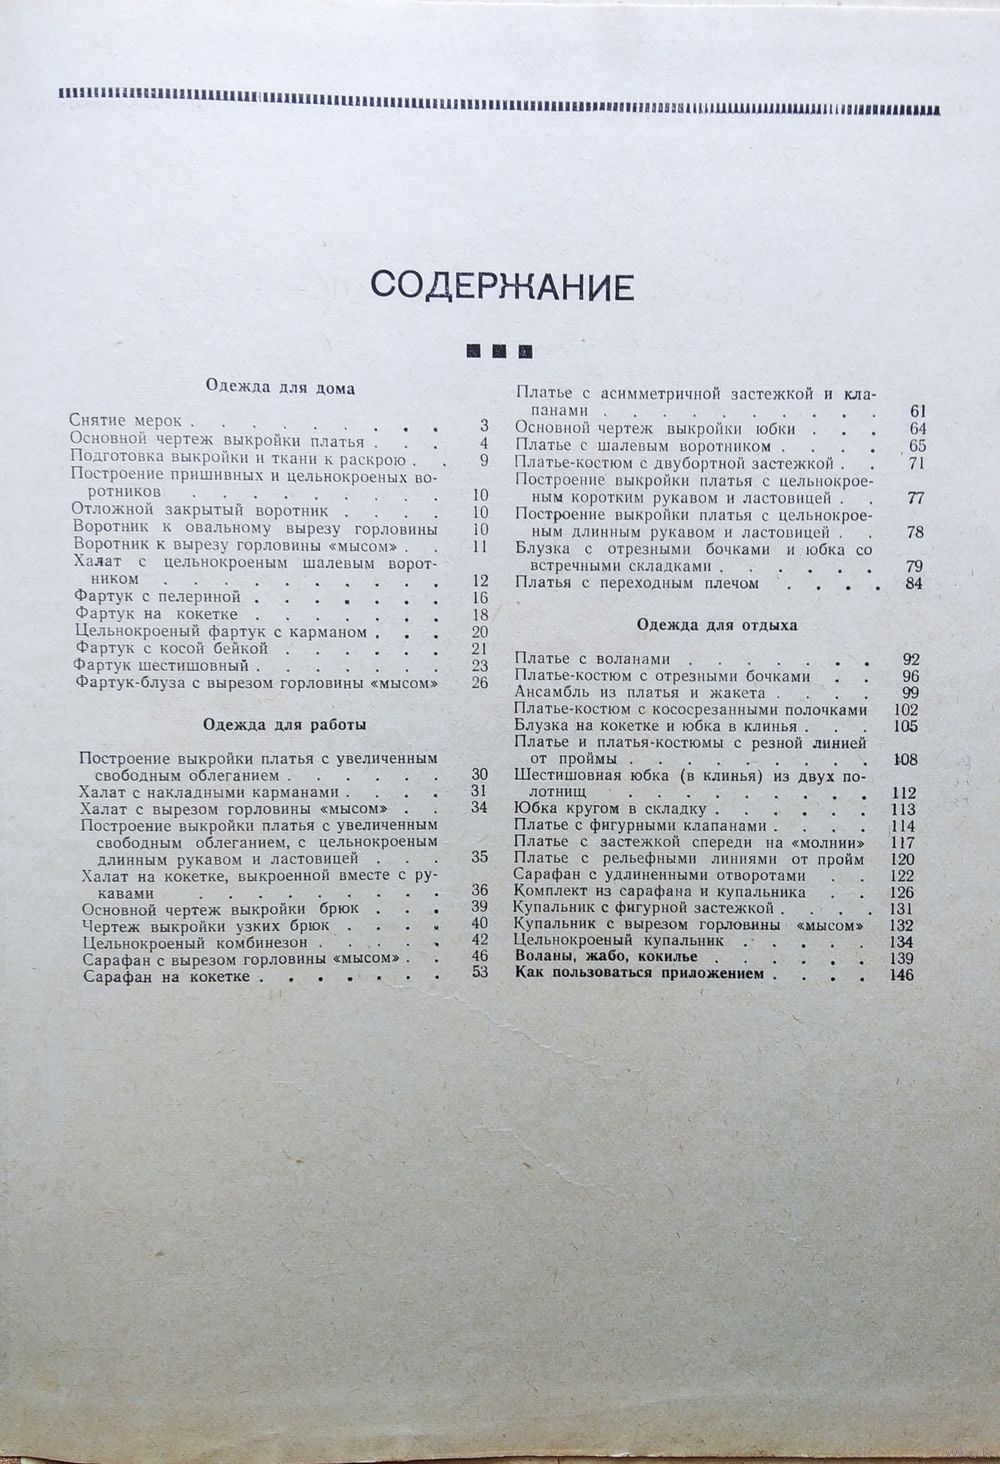 СОДЕРЖАНИЕ
Одежда для дома
Снятие мерок . . . . . . . . 3
Основной чертеж выкройки платья . . . 4
Подготовка выкройки и ткани к раскрою . . 9
Построение пришивных и цельнокроеных во-
ротников . . . . . . . . . 10
Отложной закрытый воротник . . . . 10
Воротник к овальному вырезу горловины 10
Воротник к вырезу горловины «мысом» . . 11
Халат с цельнокроеным шалевым ворот-
ником . . . . . . . . . . 12
Фартук с пелериной . . . . . . . 16
Фартук на кокетке . . . . . . . 18
Цельнокроеный фартук с карманом . . . 20
Фартук с косой бейкой . . . . . . 21
Фартук шестишовный . . . . . . . 23
Фартук-блуза с вырезом горловины «мысом» 26
Одежда для работы
Построение выкройки платья с увеличенным
свободным облеганием . . . . . . 30
Халат с накладными карманами . . . . 31
Халат с вырезом горловины «мысом» . . 34
Построение выкройки платья с увеличенным
свободным облеганием, с цельнокроеным
длинным рукавом и ластовицей . . . 35
Халат на кокетке, выкроенной вместе с ру-
кавами . . . . . . . . . 36
Основной чертеж выкройки брюк . . . 39
Чертеж выкройки узких брюк . . . . 40
Цельнокроеный комбинезон . . . . . 42
Сарафан с вырезом горловины «мысом» . . 46
Сарафан на кокетке . . . . . . . 53
Платье с асимметричной застежкой и кла-
панами . . . . . . . . . . 61
Основной чертеж выкройки юбки . . . 64
Платье с шалевым воротником . . . . 65
Платье-костюм с двубортной застежкой . . 71
Построение выкройки платья с цельнокрое-
ным коротким рукавом и ластовицей . . 77
Построение выкройки платья с цельнокрое-
ным длинным рукавом и ластовицей . . 78
Блузка с отрезными бочками и юбка со
встречными складками . . . . . . 79
Платья с переходным плечом . . . . 84
Одежда для отдыха
Платье с воланами . . . . . . . 92
Платье-костюм с отрезными бочками . . 96
Ансамбль из платья и жакета . . . . 99
Платье-костюм с кососрезанными полочками 102
Блузка на кокетке и юбка в клинья . . . 105
Платье и платья-костюмы с резной линией
от проймы . . . . . . . . . 108
Шестишовная юбка (в клинья) из двух по-
лотнищ . . . . . . . . . 112
Юбка кругом в складку . . . . . . 113
Платье с фигурными клапанами . . . . 114
Платье с застежкой спереди на «молнии» 117
Платье с рельефными линиями от пройм 120
Сарафан с удлиненными отворотами . . 122
Комплект из сарафана и купальника . . 126
Купальник с фигурной застежкой . . . . 131
Купальник с вырезом горловины «мысом» 132
Цельнокроеный купальник . . . . . 134
Воланы, жабо, кокилье . . . . . . 139
Как пользоваться приложением . . . . 146